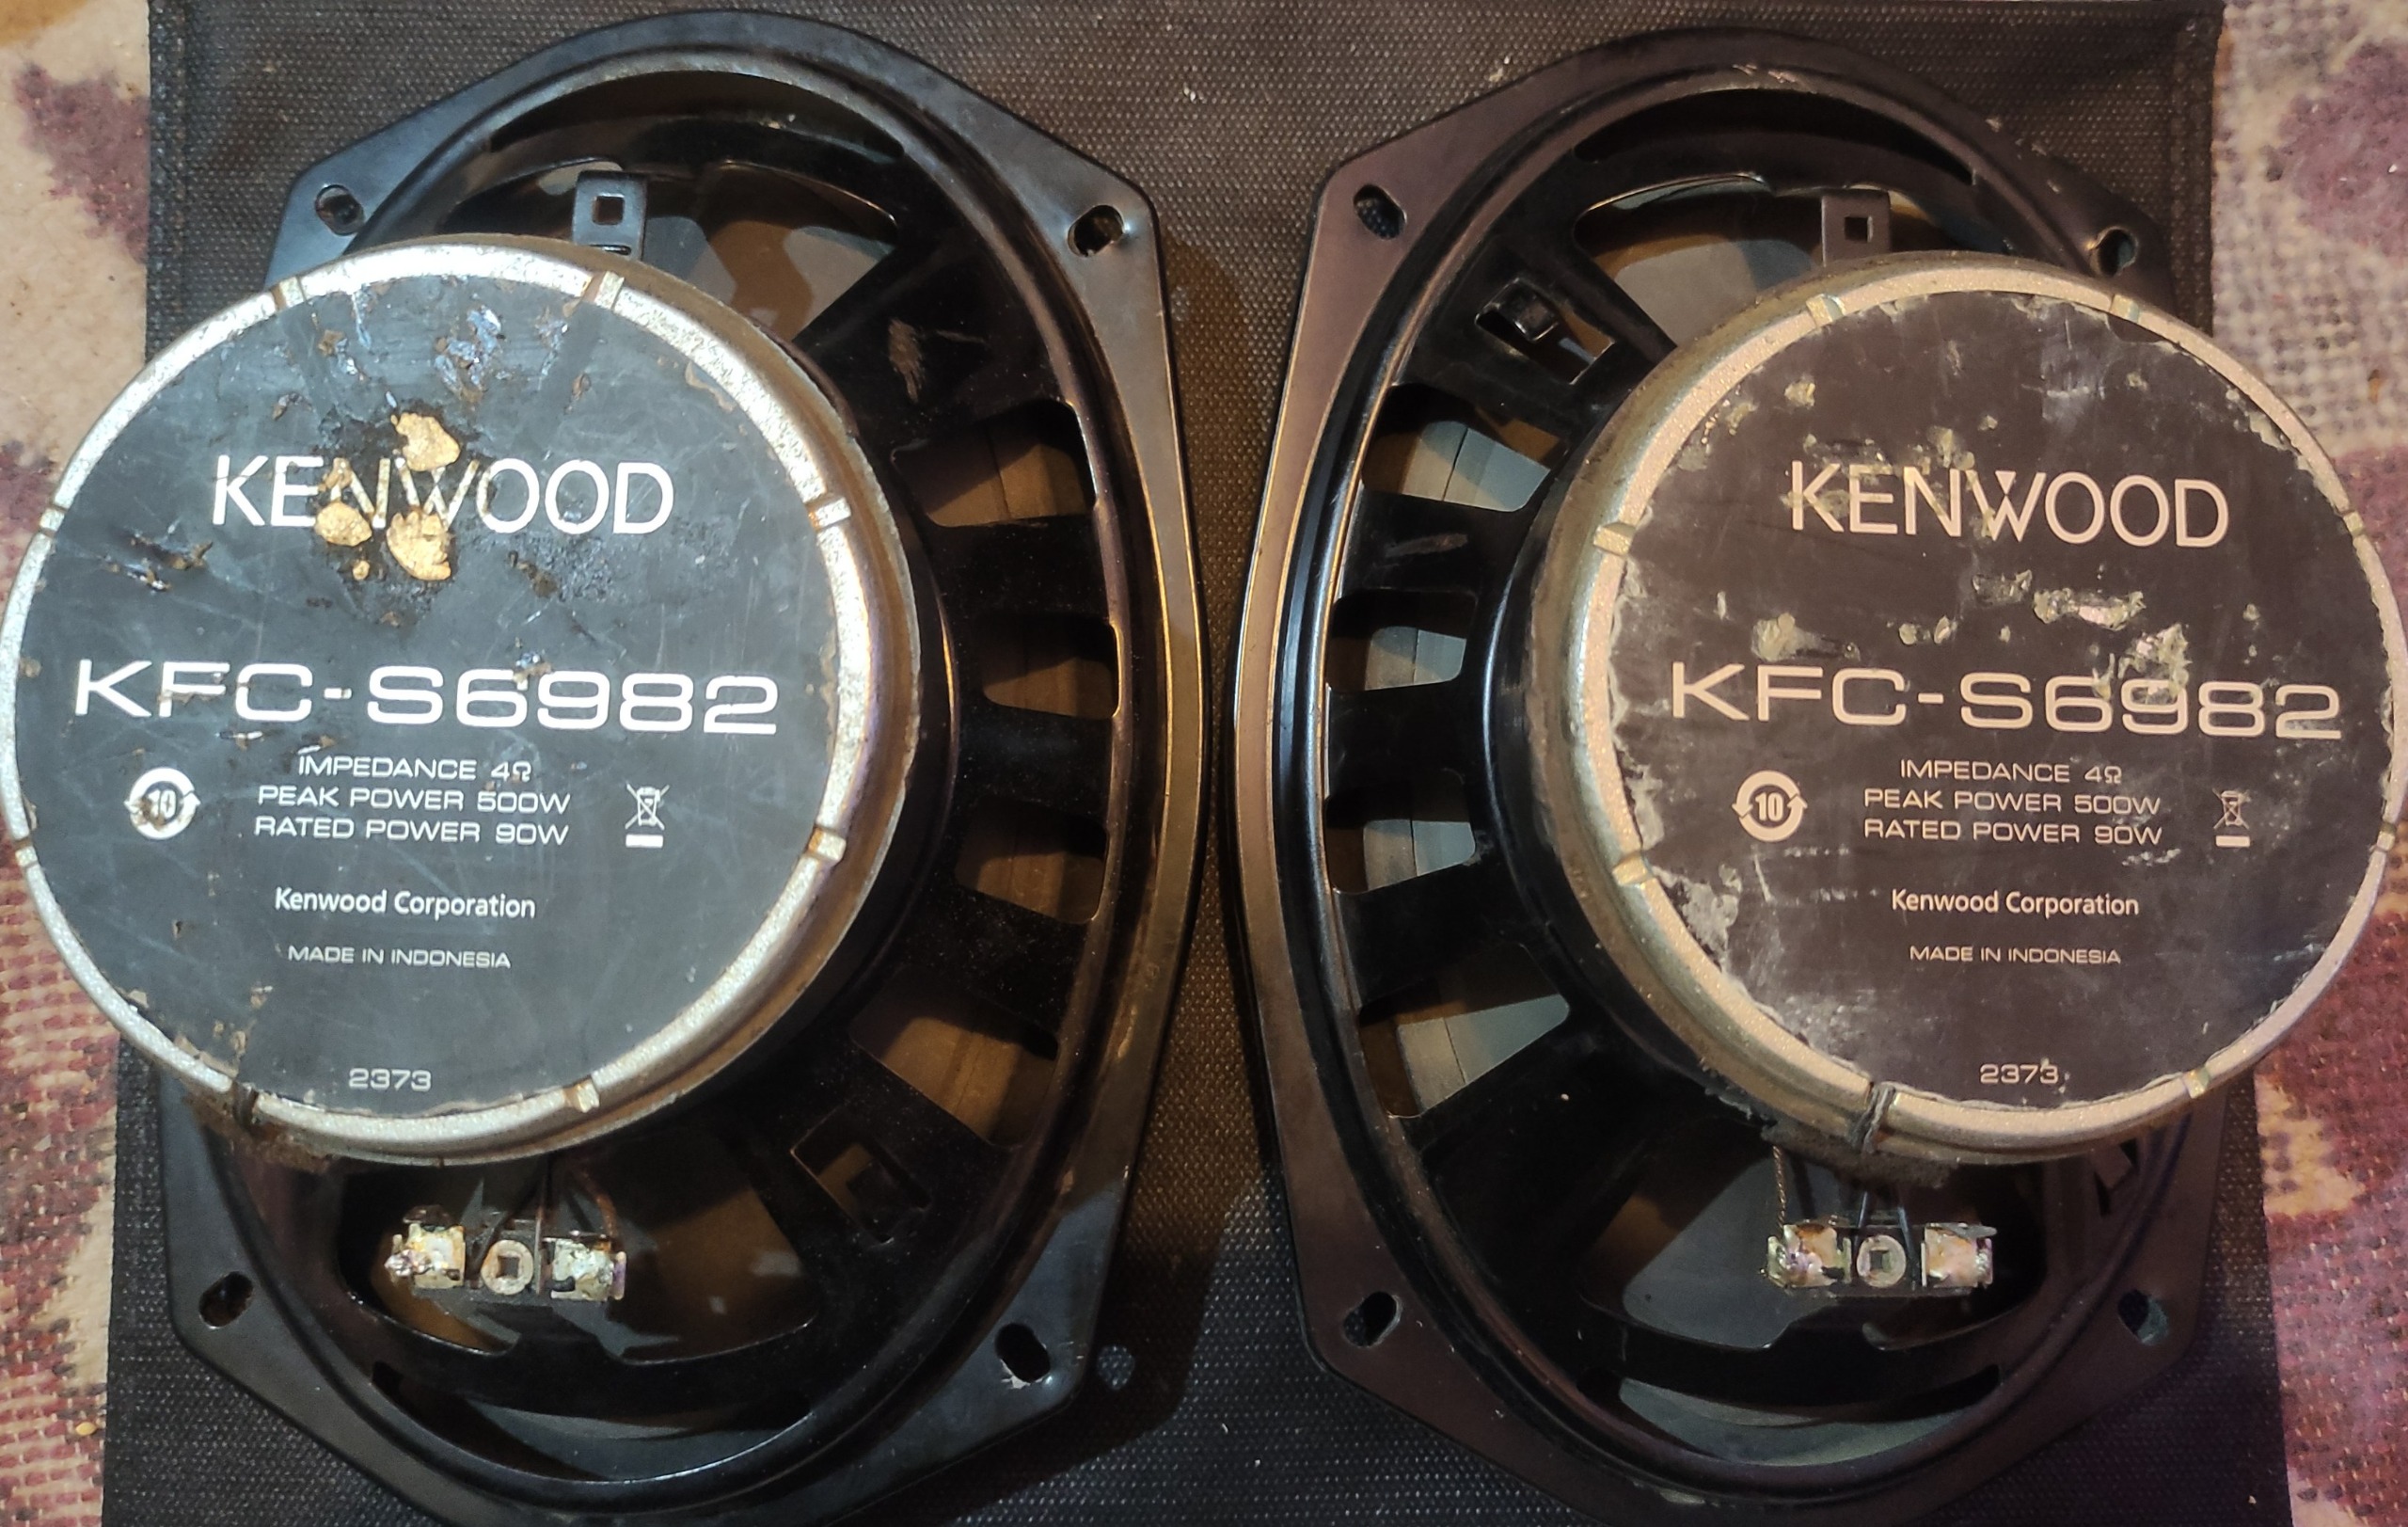 KENWOOD
KFC-S6982
IMPEDANCE 4Ω
PEAK POWER 500W
10
RATED POWER 90W
Kenwood Corporation
MADE IN INDONESIA
2373
KENWOOD
KFC-S6982
IMPEDANCE 4Ω
PEAK POWER 500W
10
RATED POWER 90W
Kenwood Corporation
MADE IN INDONESIA
2373